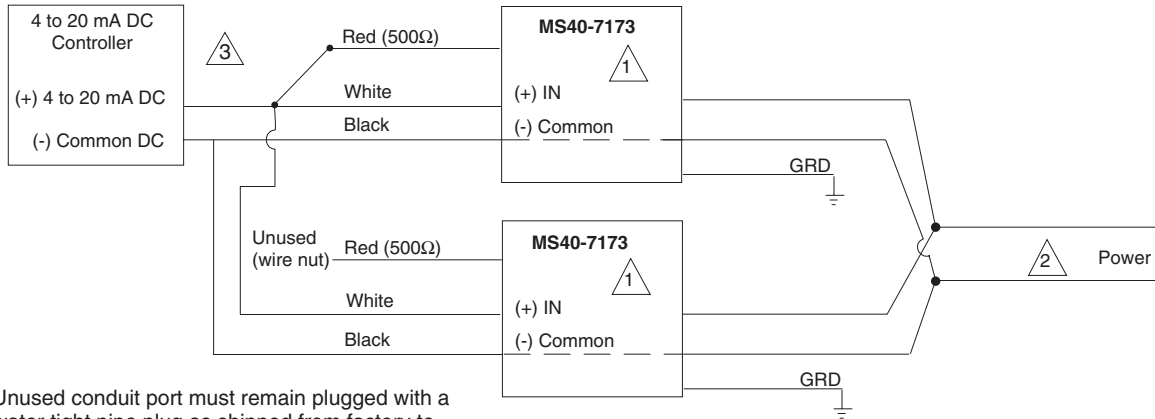 4 to 20 mA DC
Controller
(+) 4 to 20 mA DC
(-) Common DC
3
Red (500Ω)
White
Black
MS40-7173
1
(+) IN
(-) Common
GRD
Unused
(wire nut)
Red (500Ω)
White
Black
MS40-7173
1
(+) IN
(-) Common
GRD
2
Power
Unused conduit port must remain plugged with a